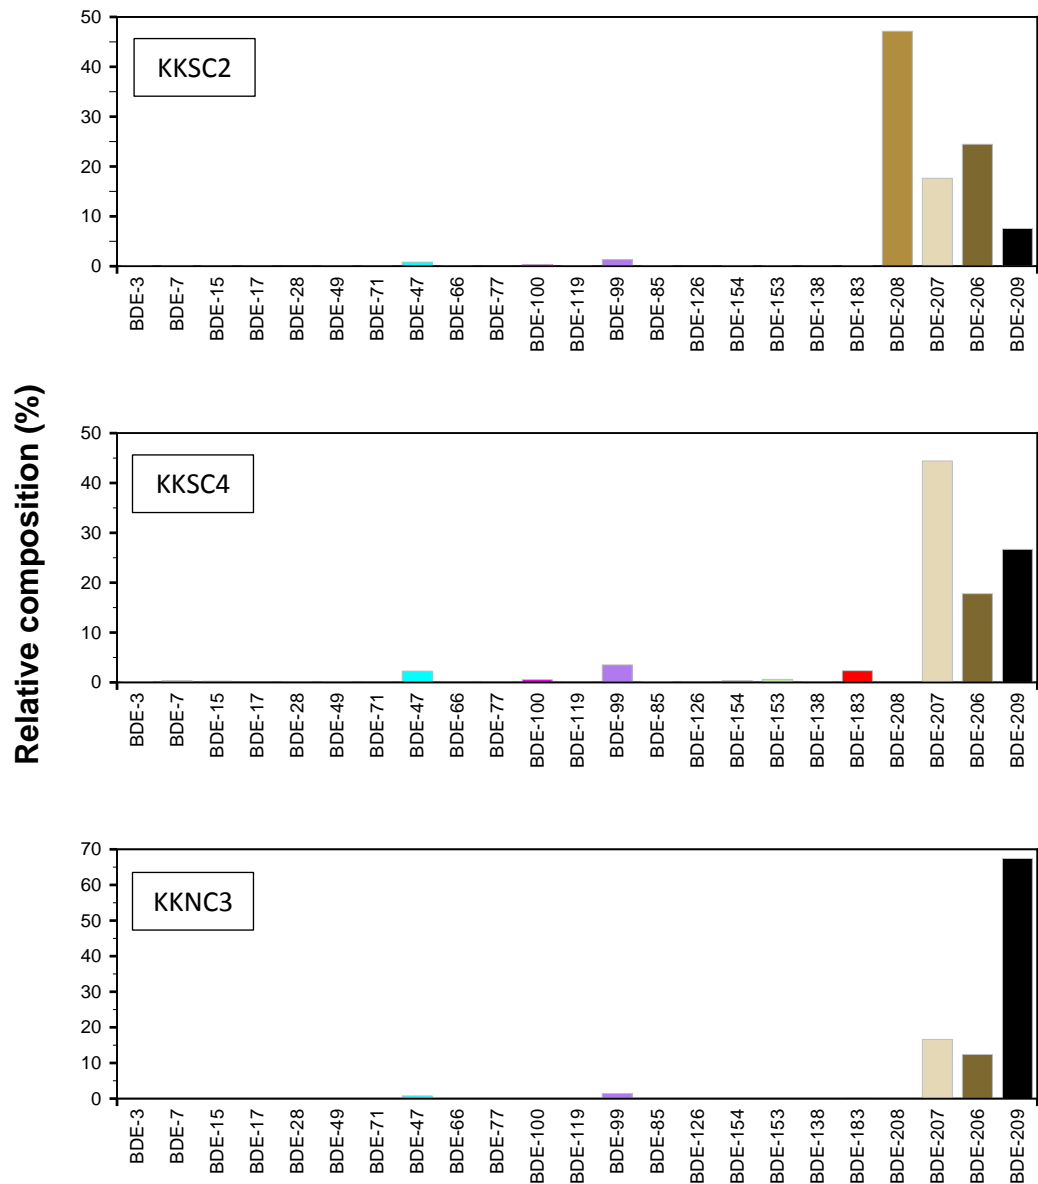 Relative composition (%)
50
40
30
20
10
0
KKSC2
BDE-3
BDE-7
BDE-15
BDE-17
BDE-28
BDE-49
BDE-71
BDE-47
BDE-66
BDE-77
BDE-100
BDE-119
BDE-99
BDE-85
BDE-126
BDE-154
BDE-153
BDE-138
BDE-183
BDE-208
BDE-207
BDE-206
BDE-209
50
40
30
20
10
0
KKSC4
BDE-3
BDE-7
BDE-15
BDE-17
BDE-28
BDE-49
BDE-71
BDE-47
BDE-66
BDE-77
BDE-100
BDE-119
BDE-99
BDE-85
BDE-126
BDE-154
BDE-153
BDE-138
BDE-183
BDE-208
BDE-207
BDE-206
BDE-209
70
60
50
40
30
20
10
0
KKNC3
BDE-3
BDE-7
BDE-15
BDE-17
BDE-28
BDE-49
BDE-71
BDE-47
BDE-66
BDE-77
BDE-100
BDE-119
BDE-99
BDE-85
BDE-126
BDE-154
BDE-153
BDE-138
BDE-183
BDE-208
BDE-207
BDE-206
BDE-209